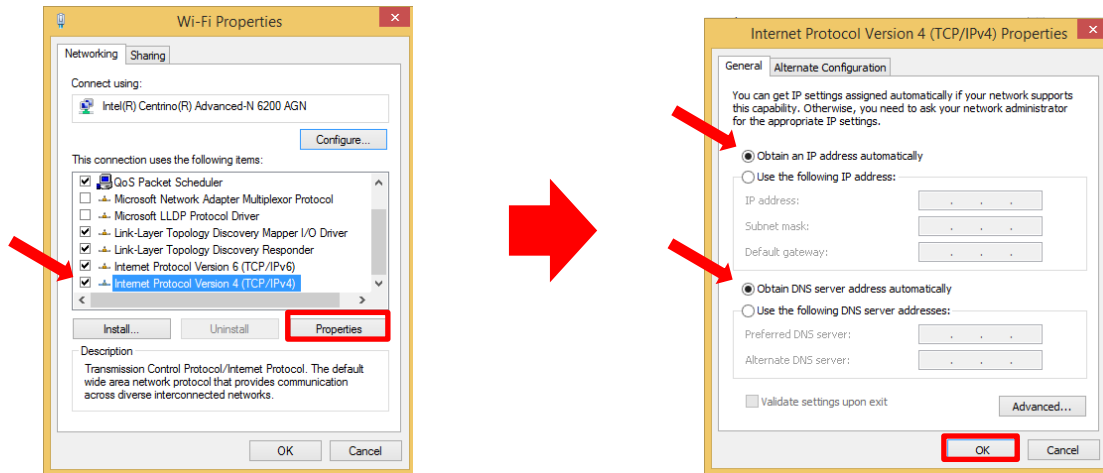 Wi-Fi Properties
Networking Sharing
Connect using:
Intel(R) Centrino(R) Advanced-N 6200 AGN
Configure...
This connection uses the following items:
QoS Packet Scheduler
Microsoft Network Adapter Multiplexor Protocol
Microsoft LLDP Protocol Driver
Link-Layer Topology Discovery Mapper I/O Driver
Link-Layer Topology Discovery Responder
Internet Protocol Version 6 (TCP/IPv6)
Internet Protocol Version 4 (TCP/IPv4)
Install... Uninstall Properties
Description
Transmission Control Protocol/Internet Protocol. The default
wide area network protocol that provides communication
across diverse interconnected networks.
OK Cancel
Internet Protocol Version 4 (TCP/IPv4) Properties
General Alternate Configuration
You can get IP settings assigned automatically if your network supports
this capability. Otherwise, you need to ask your network administrator
for the appropriate IP settings.
Obtain an IP address automatically
Use the following IP address:
IP address:
Subnet mask:
Default gateway:
Obtain DNS server address automatically
Use the following DNS server addresses:
Preferred DNS server:
Alternate DNS server:
Validate settings upon exit
Advanced...
OK Cancel